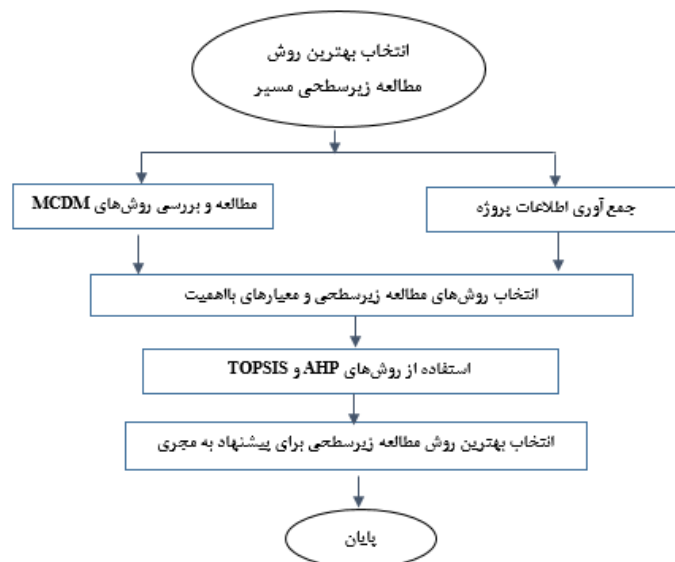 انتخاب بهترین روش
مطالعه زیرسطحی مسیر
جمع آوری اطلاعات پروژه
مطالعه و بررسی روش‌های MCDM
انتخاب روش‌های مطالعه زیرسطحی و معیارهای بااهمیت
استفاده از روش‌های AHP و TOPSIS
انتخاب بهترین روش مطالعه زیرسطحی برای پیشنهاد به مجری
پایان